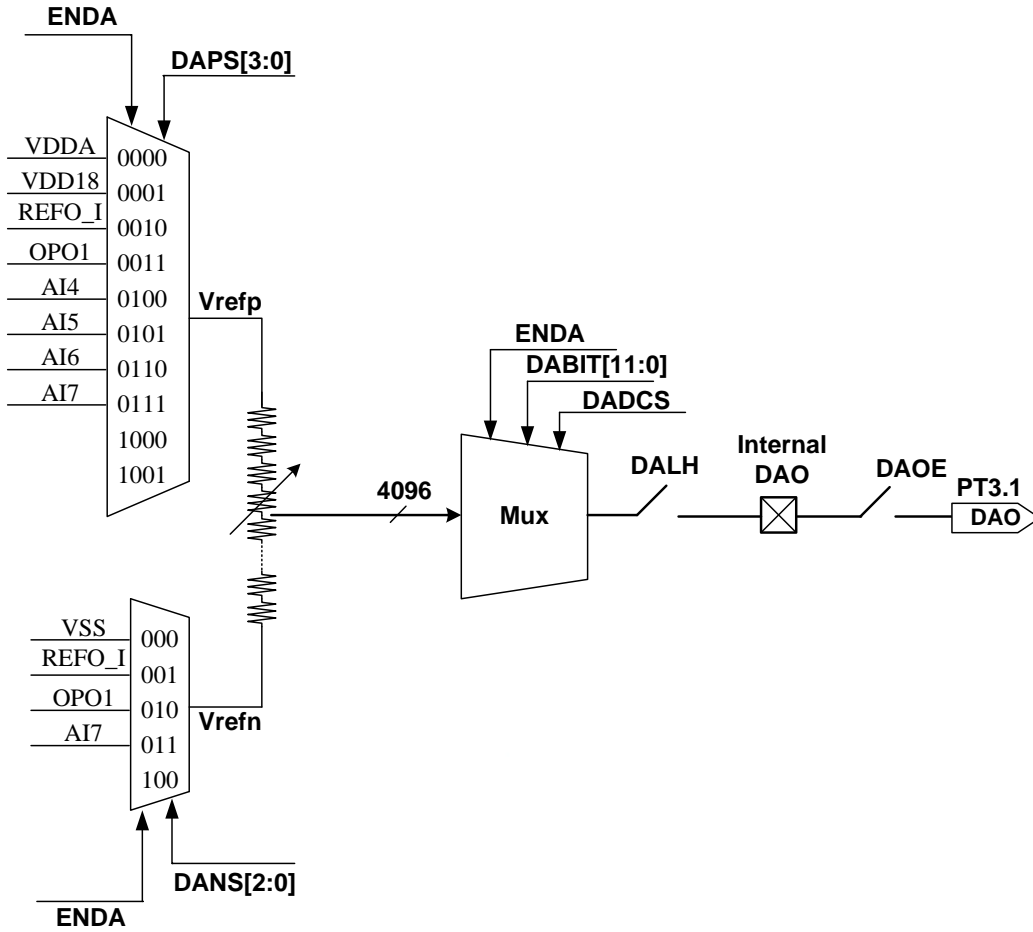 ENDA
DAPS[3:0]
VDDA
0000
VDD18
0001
REFO_I
0010
OPO1
0011
AI4
0100
AI5
0101
AI6
0110
AI7
0111
1000
1001
Vrefp
ENDA
DABIT[11:0]
DADCS
4096
Mux
DALH
Internal
DAO
DAOE
PT3.1
DAO
VSS
000
REFO_I
001
OPO1
010
AI7
011
100
Vrefn
DANS[2:0]
ENDA